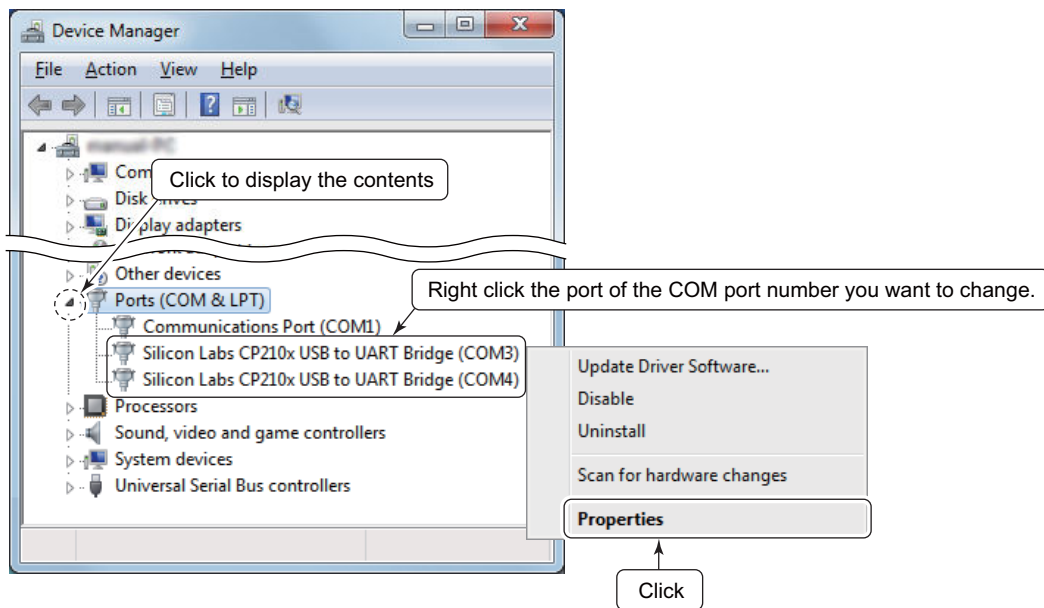 Device Manager
File Action View Help
Click to display the contents
Disk drives
Display adapters
Other devices
Ports (COM & LPT)
Right click the port of the COM port number you want to change.
Communications Port (COM1)
Silicon Labs CP210x USB to UART Bridge (COM3)
Silicon Labs CP210x USB to UART Bridge (COM4)
Processors
Sound, video and game controllers
System devices
Universal Serial Bus controllers
Update Driver Software...
Disable
Uninstall
Scan for hardware changes
Properties
Click